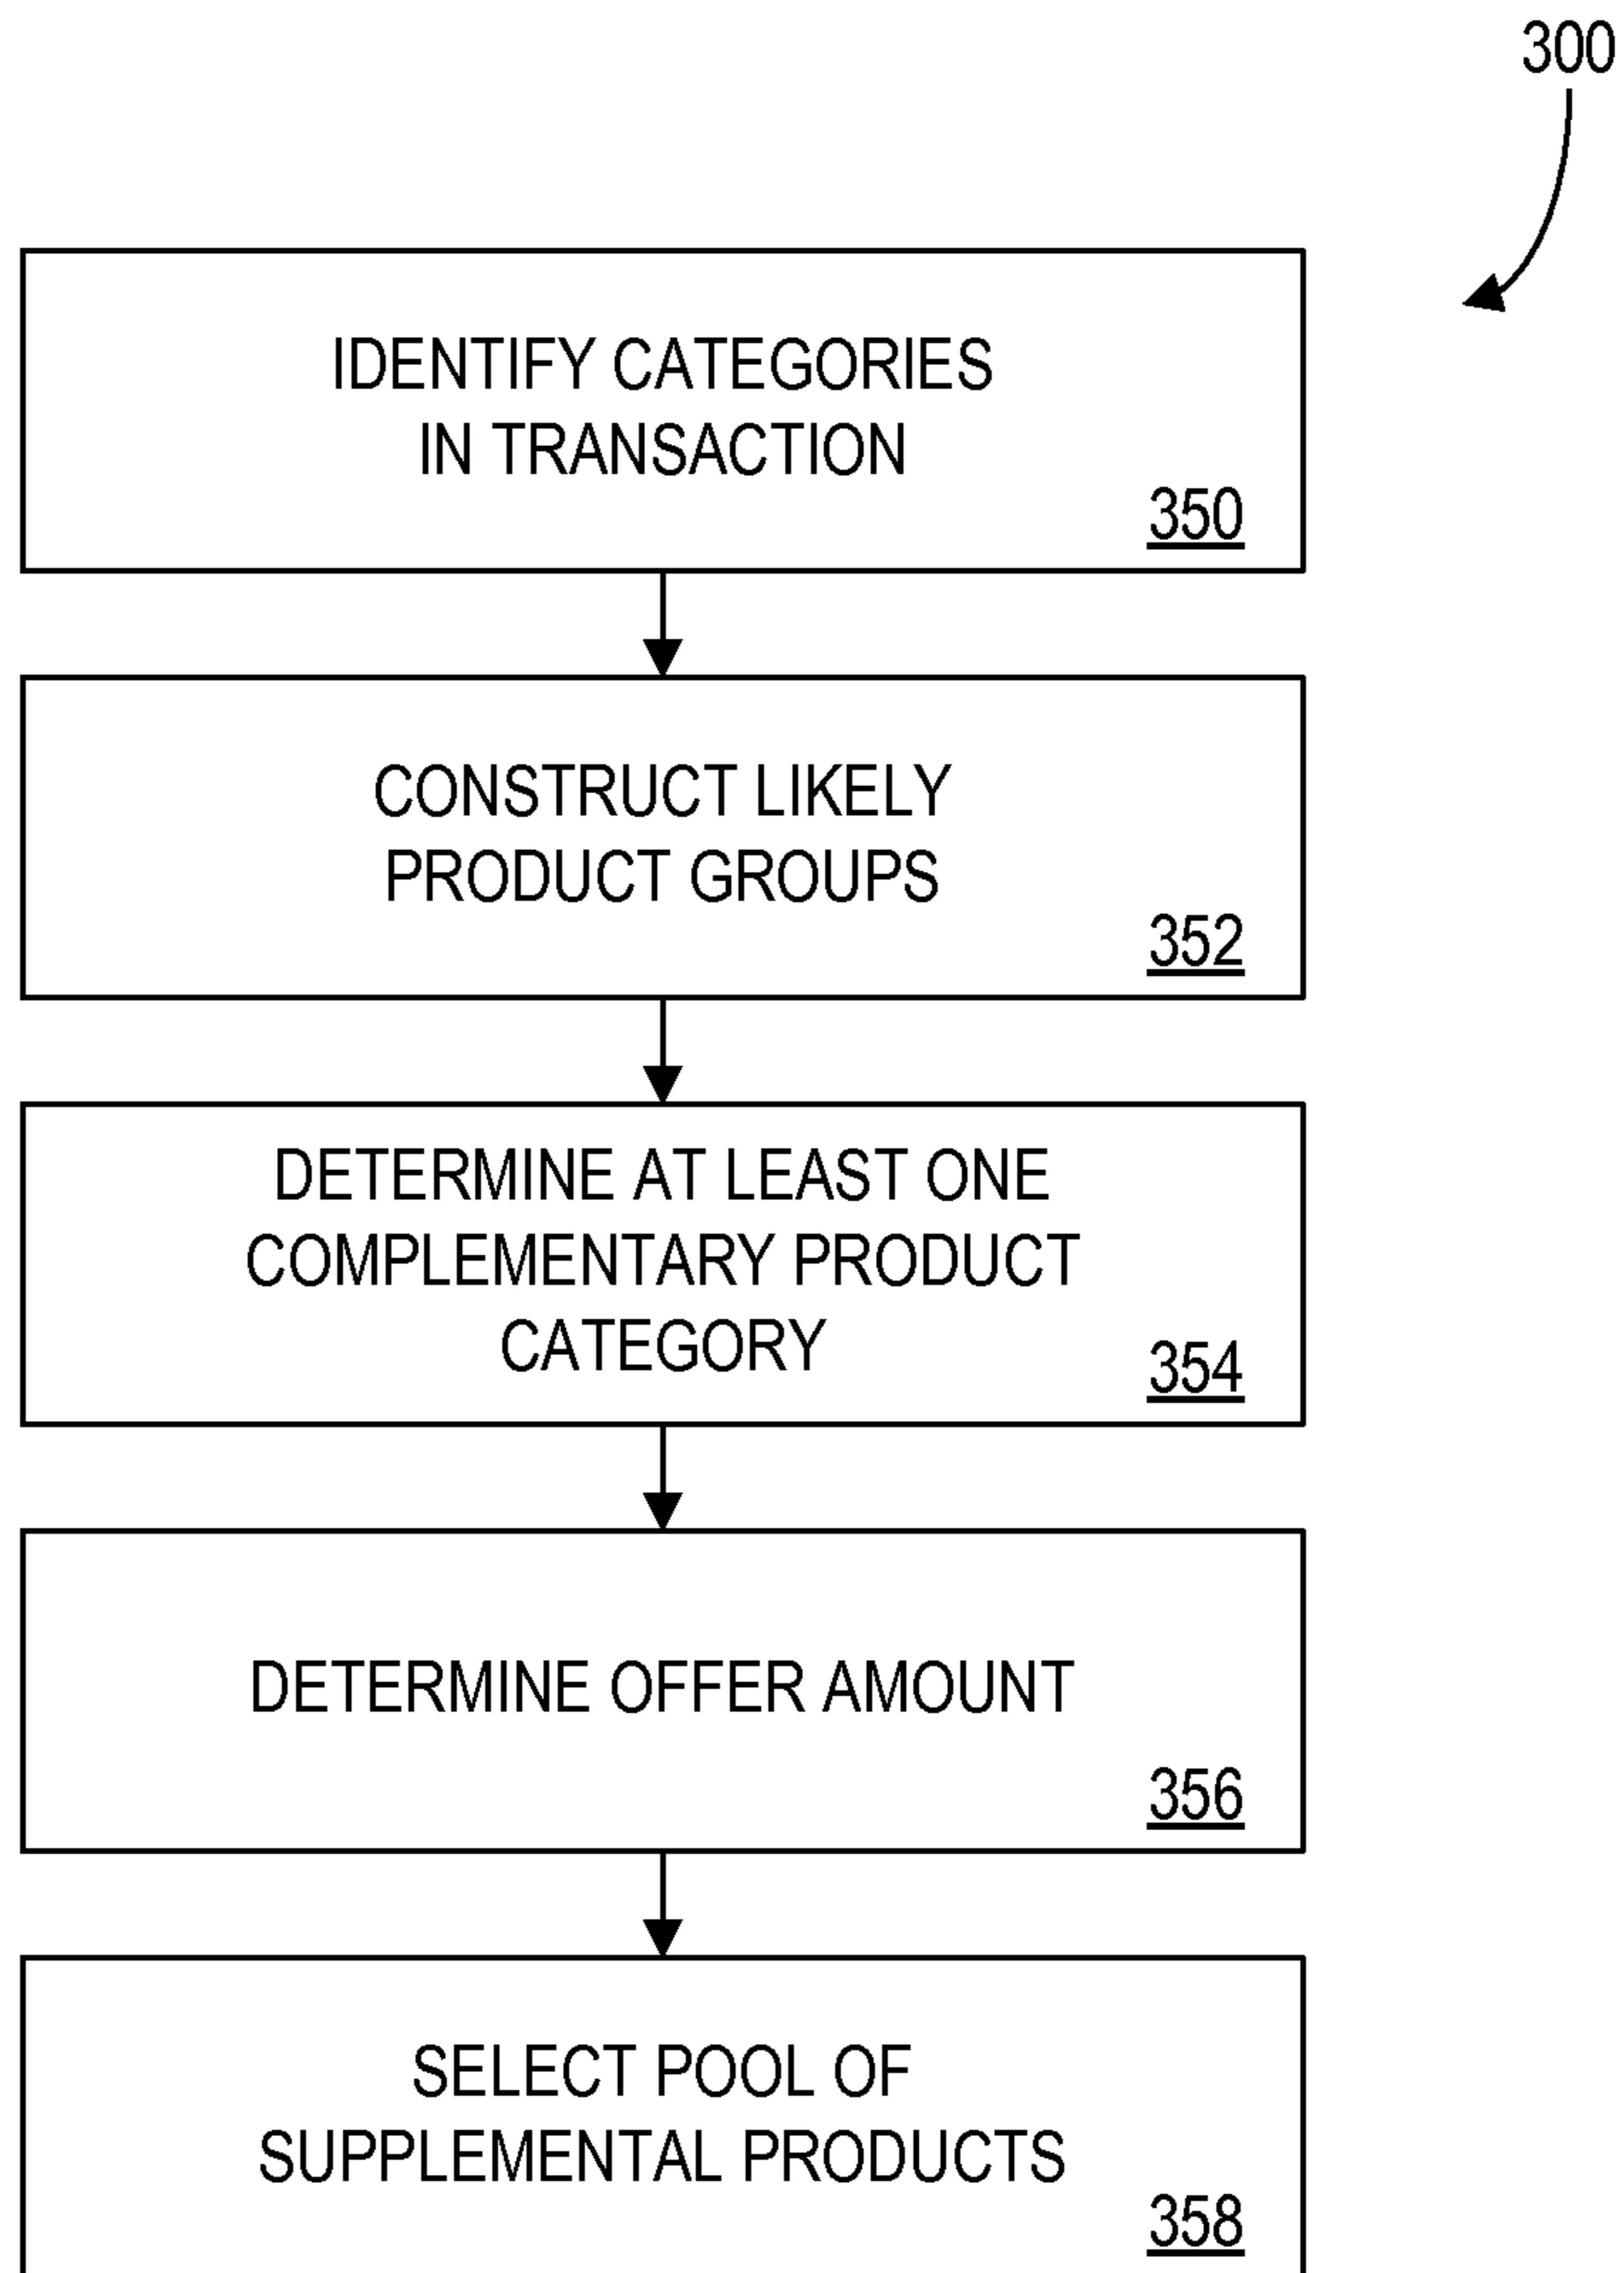 300
IDENTIFY CATEGORIES
IN TRANSACTION
350
CONSTRUCT LIKELY
PRODUCT GROUPS
352
DETERMINE AT LEAST ONE
COMPLEMENTARY PRODUCT
CATEGORY
354
DETERMINE OFFER AMOUNT
356
SELECT POOL OF
SUPPLEMENTAL PRODUCTS
358